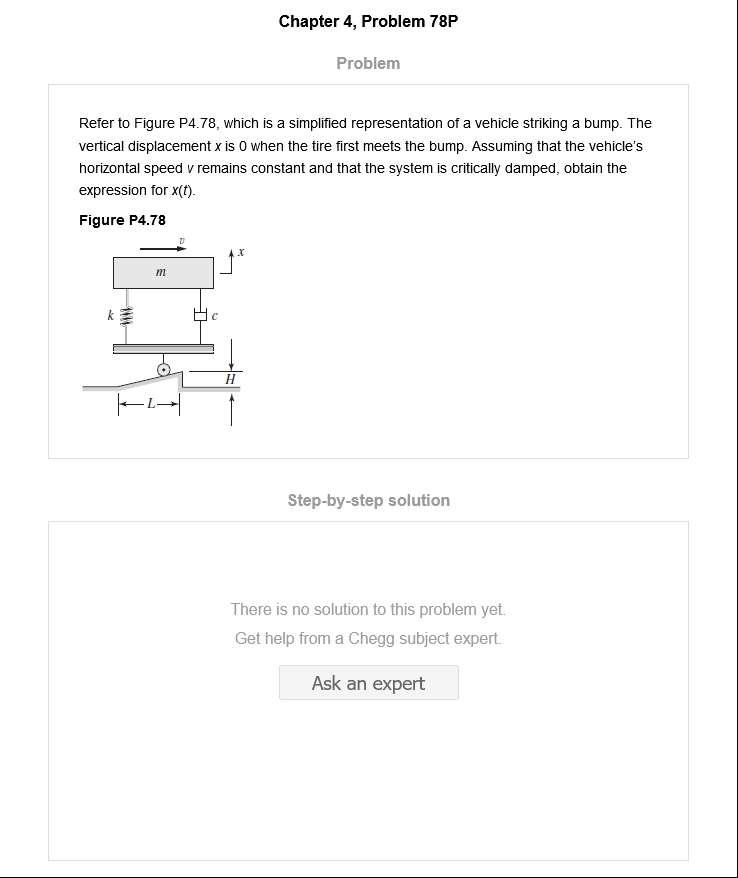 Chapter 4, Problem 78P
Problem
Refer to Figure P4.78, which is a simplified representation of a vehicle striking a bump. The
vertical displacement x is 0 when the tire first meets the bump. Assuming that the vehicle's
horizontal speed v remains constant and that the system is critically damped, obtain the
expression for x(t).
Figure P4.78
v
x
m
k
c
H
L
Step-by-step solution
There is no solution to this problem yet.
Get help from a Chegg subject expert.
Ask an expert